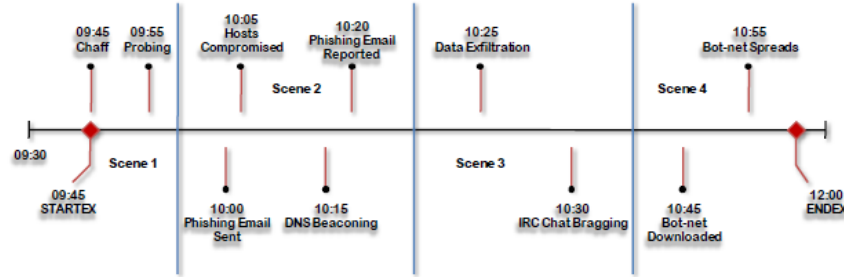 09:45
Chaff
09:55
Probing
10:05
Hosts
Compromised
10:20
Phishing Email
Reported
10:25
Data Exfiltration
10:55
Bot-net Spreads
Scene 2
Scene 4
09:30
Scene 1
Scene 3
09:45
STARTEX
10:00
Phishing Email
Sent
10:15
DNS Beaconing
10:30
IRC Chat Bragging
10:45
Bot-net
Downloaded
12:00
ENDEX